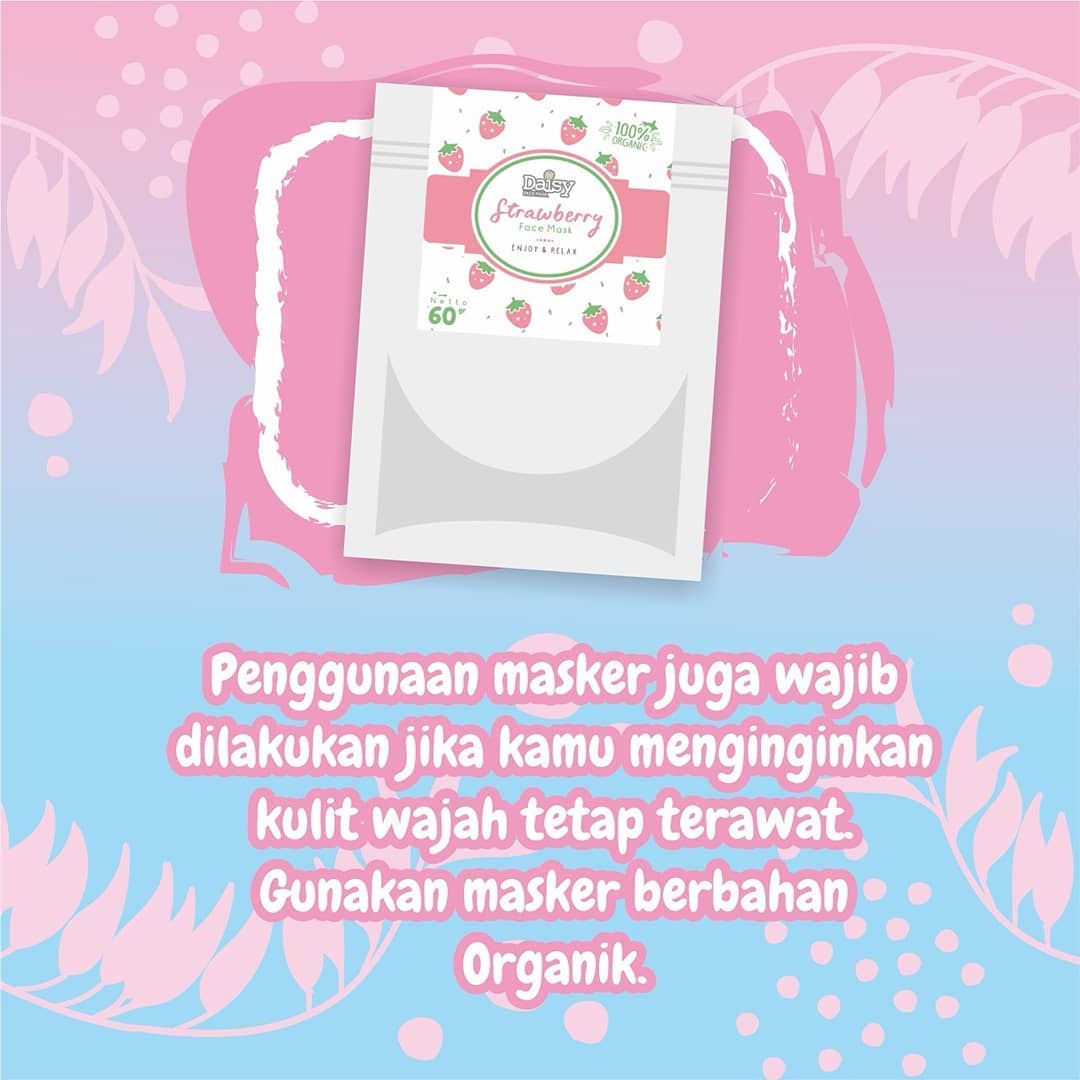 100%
ORGANIC
Daisy
Strawberry
Face Mask
ENJOY & RELAX
Netto
60gr
Penggunaan masker juga wajib
dilakukan jika kamu menginginkan
kulit wajah tetap terawat.
Gunakan masker berbahan
Organik.